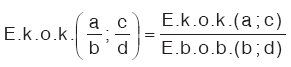 E.k.o.k.(a/b ; c/d) = E.k.o.k.(a ; c)/E.b.o.b.(b ; d)